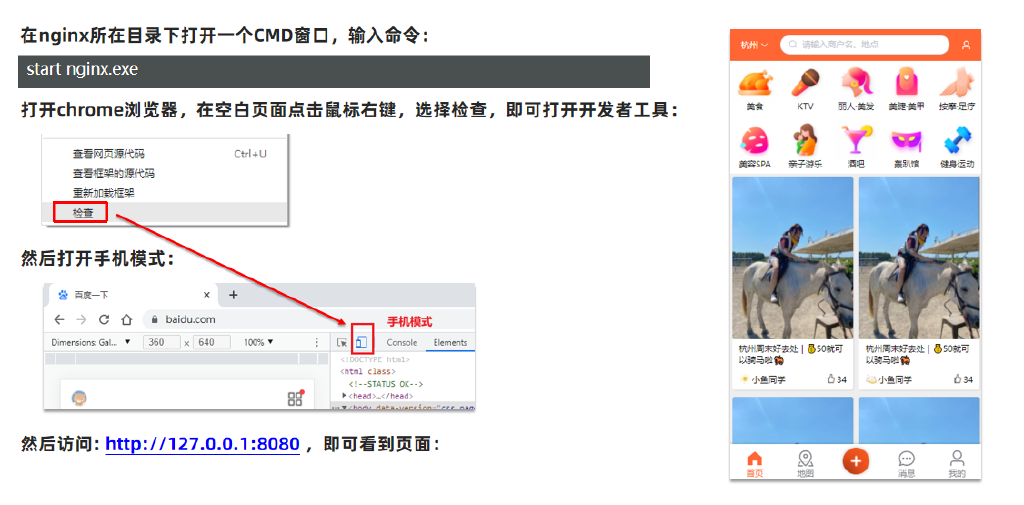 在nginx所在目录下打开一个CMD窗口，输入命令：
start nginx.exe
打开chrome浏览器，在空白页面点击鼠标右键，选择检查，即可打开开发者工具：
查看网页源代码 Ctrl+U
查看框架的源代码
重新加载框架
检查
然后打开手机模式：
百度一下 × +
baidu.com
手机模式
Dimensions: Gal... ▼ 360 x 640 100% ▼ Console Elements
<!DOCTYPE html>
<html class>
<!--STATUS OK-->
▶<head>…</head>
▼<body data-version="css page
然后访问: http://127.0.0.1:8080 ，即可看到页面：
杭州 请输入商户名、地点
美食 KTV 丽人·美发 美睫·美甲 按摩·足疗
美容SPA 亲子游乐 酒吧 轰趴馆 健身运动
杭州周末好去处 | 💰50就可
以骑马啦
小鱼同学 34
杭州周末好去处 | 💰50就可
以骑马啦
小鱼同学 34
首页 地图 + 消息 我的